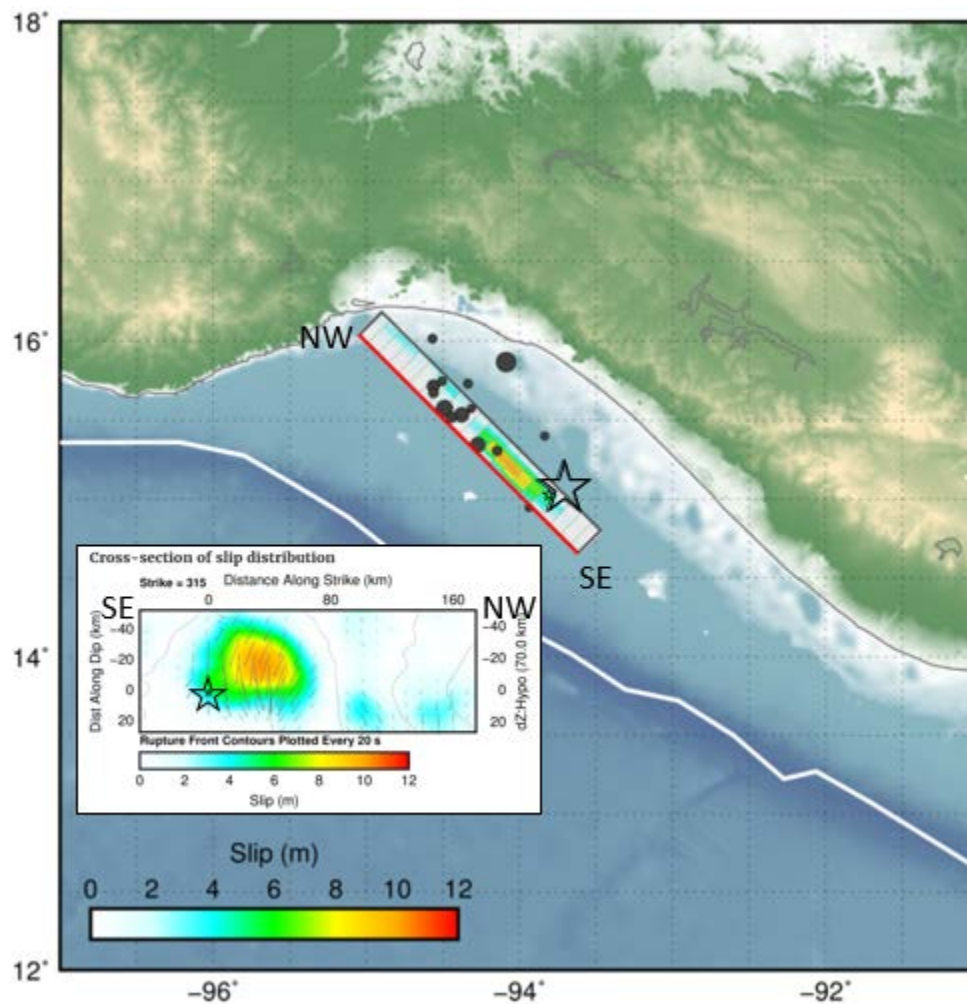 18°
16°
NW
SE
14°
Cross-section of slip distribution
Strike = 315 Distance Along Strike (km)
SE 0 80 160 NW
Dist Along Dip (km)
-40
-20
0
20
-40
-20
0
20
dZ:Hypo (70.0 km)
Rupture Front Contours Plotted Every 20 s
0 2 4 6 8 10 12
Slip (m)
Slip (m)
0 2 4 6 8 10 12
12°
-96° -94° -92°